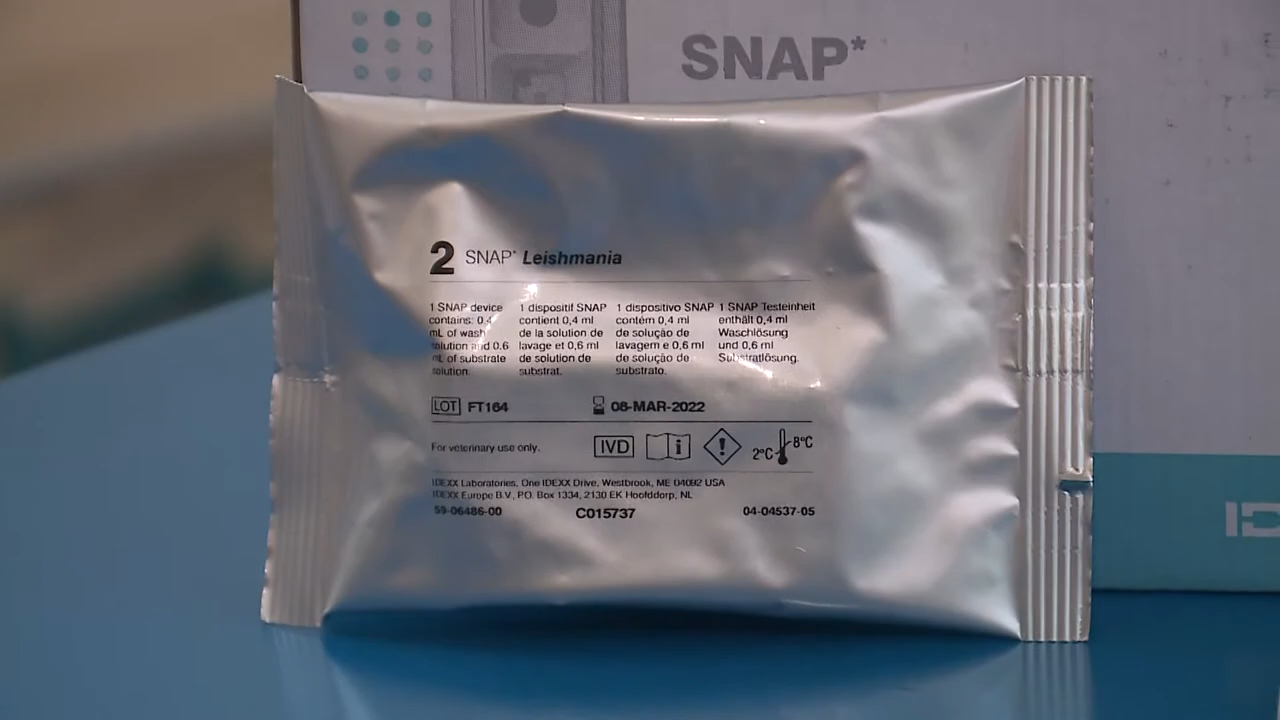 SNAP*
2 SNAP* Leishmania
1 SNAP device
contains: 0.4
mL of wash
solution and 0.6
mL of substrate
solution.
1 dispositif SNAP
contient 0,4 ml
de la solution de
lavage et 0,6 ml
de solution de
substrat.
1 dispositivo SNAP
contém 0,4 ml
de solução de
lavagem e 0,6 ml
de solução de
substrato.
1 SNAP Testeinheit
enthält 0,4 ml
Waschlösung
und 0,6 ml
Substratlösung.
LOT FT164 08-MAR-2022
For veterinary use only. IVD i ! 2°C 8°C
IDEXX Laboratories, One IDEXX Drive, Westbrook, ME 04092 USA
IDEXX Europe B.V., P.O. Box 1334, 2130 EK Hoofddorp, NL
59-06486-00 C015737 04-04537-05
ID